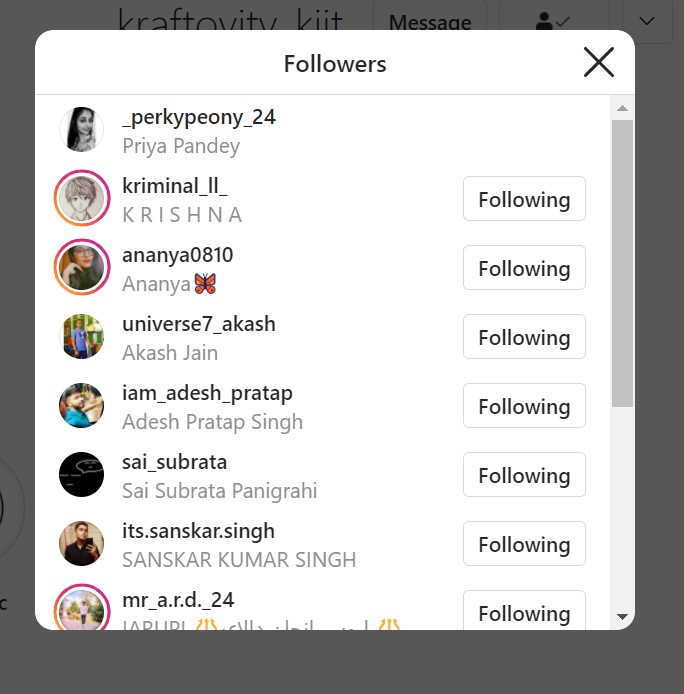 kraftovity_kiit
Message
Followers
_perkypeony_24
Priya Pandey
kriminal_ll_
K R I S H N A
Following
ananya0810
Ananya🦋
Following
universe7_akash
Akash Jain
Following
iam_adesh_pratap
Adesh Pratap Singh
Following
sai_subrata
Sai Subrata Panigrahi
Following
its.sanskar.singh
SANSKAR KUMAR SINGH
Following
mr_a.r.d._24
Following
c